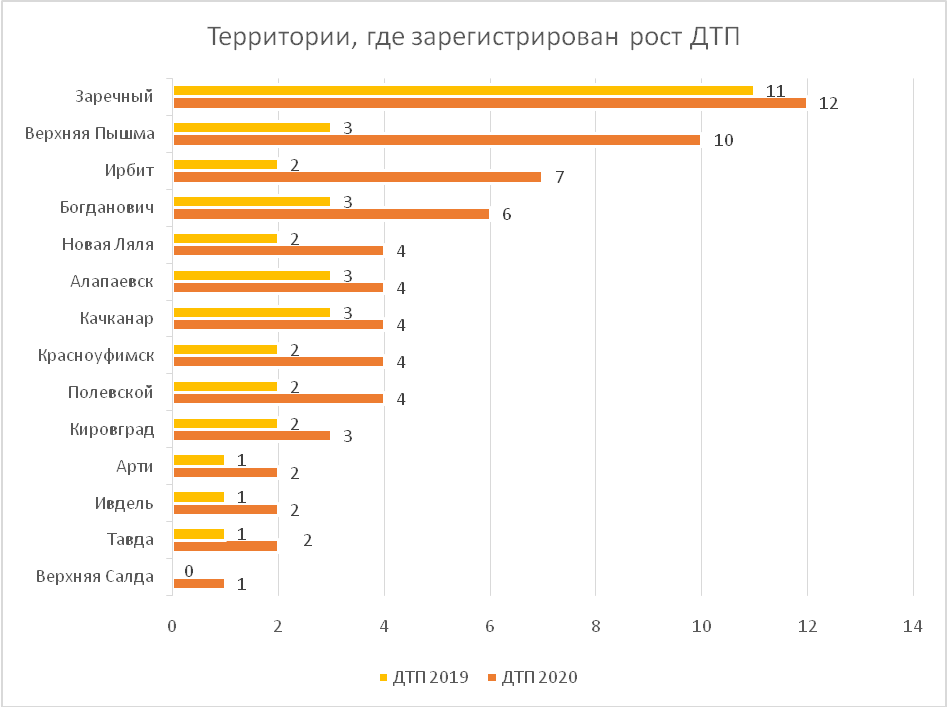 Территории, где зарегистрирован рост ДТП
Заречный
11
12
Верхняя Пышма
3
10
Ирбит
2
7
Богданович
3
6
Новая Ляля
2
4
Алапаевск
3
4
Качканар
3
4
Красноуфимск
2
4
Полевской
2
4
Кировград
2
3
Арти
1
2
Ивдель
1
2
Тавда
1
2
Верхняя Салда
0
1
0 2 4 6 8 10 12 14
ДТП 2019 ДТП 2020